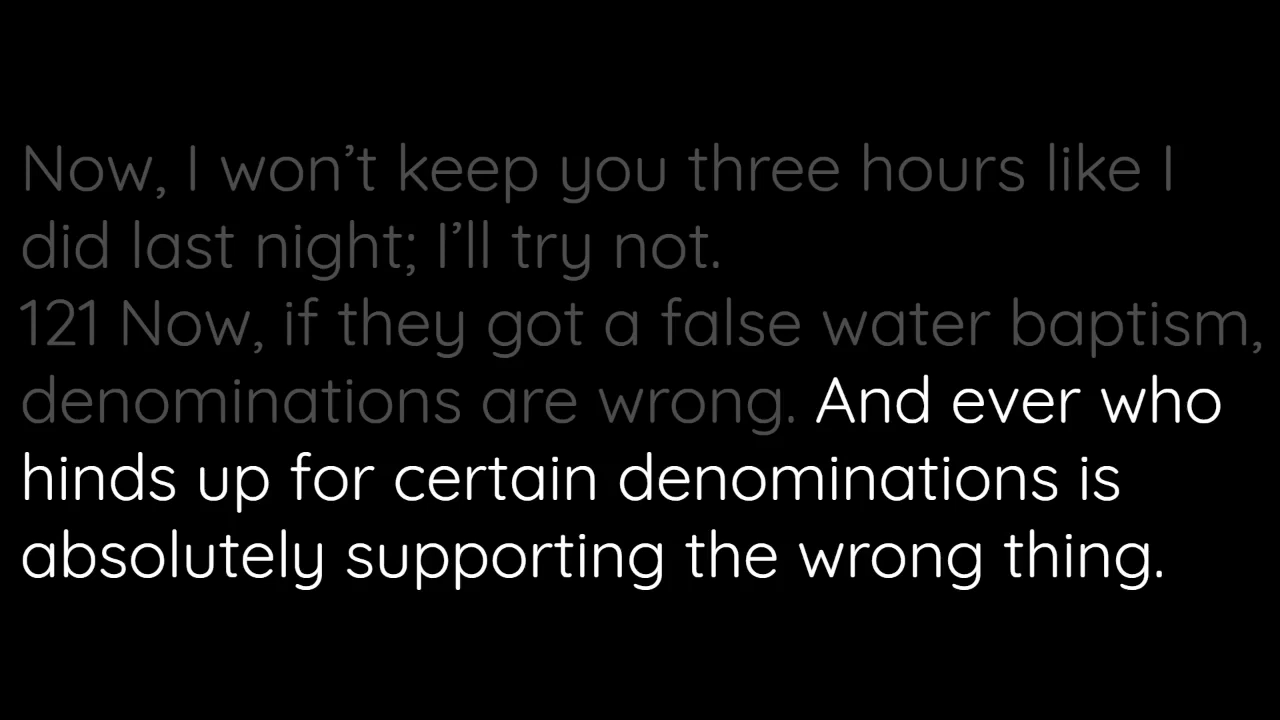 Now, I won’t keep you three hours like I
did last night; I’ll try not.
121 Now, if they got a false water baptism,
denominations are wrong. And ever who
hinds up for certain denominations is
absolutely supporting the wrong thing.